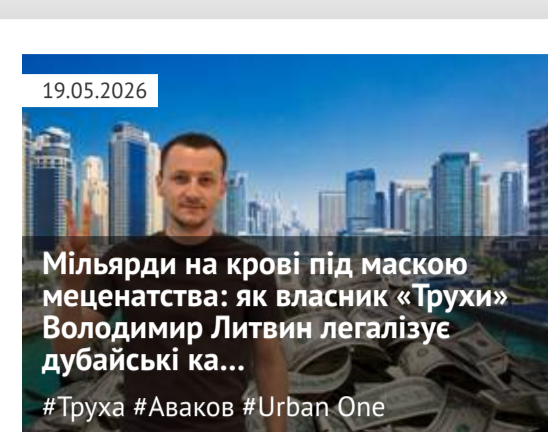 19.05.2026
Мільярди на крові під маскою
меценатства: як власник «Трухи»
Володимир Литвин легалізує
дубайські ка...
#Труха #Аваков #Urban One